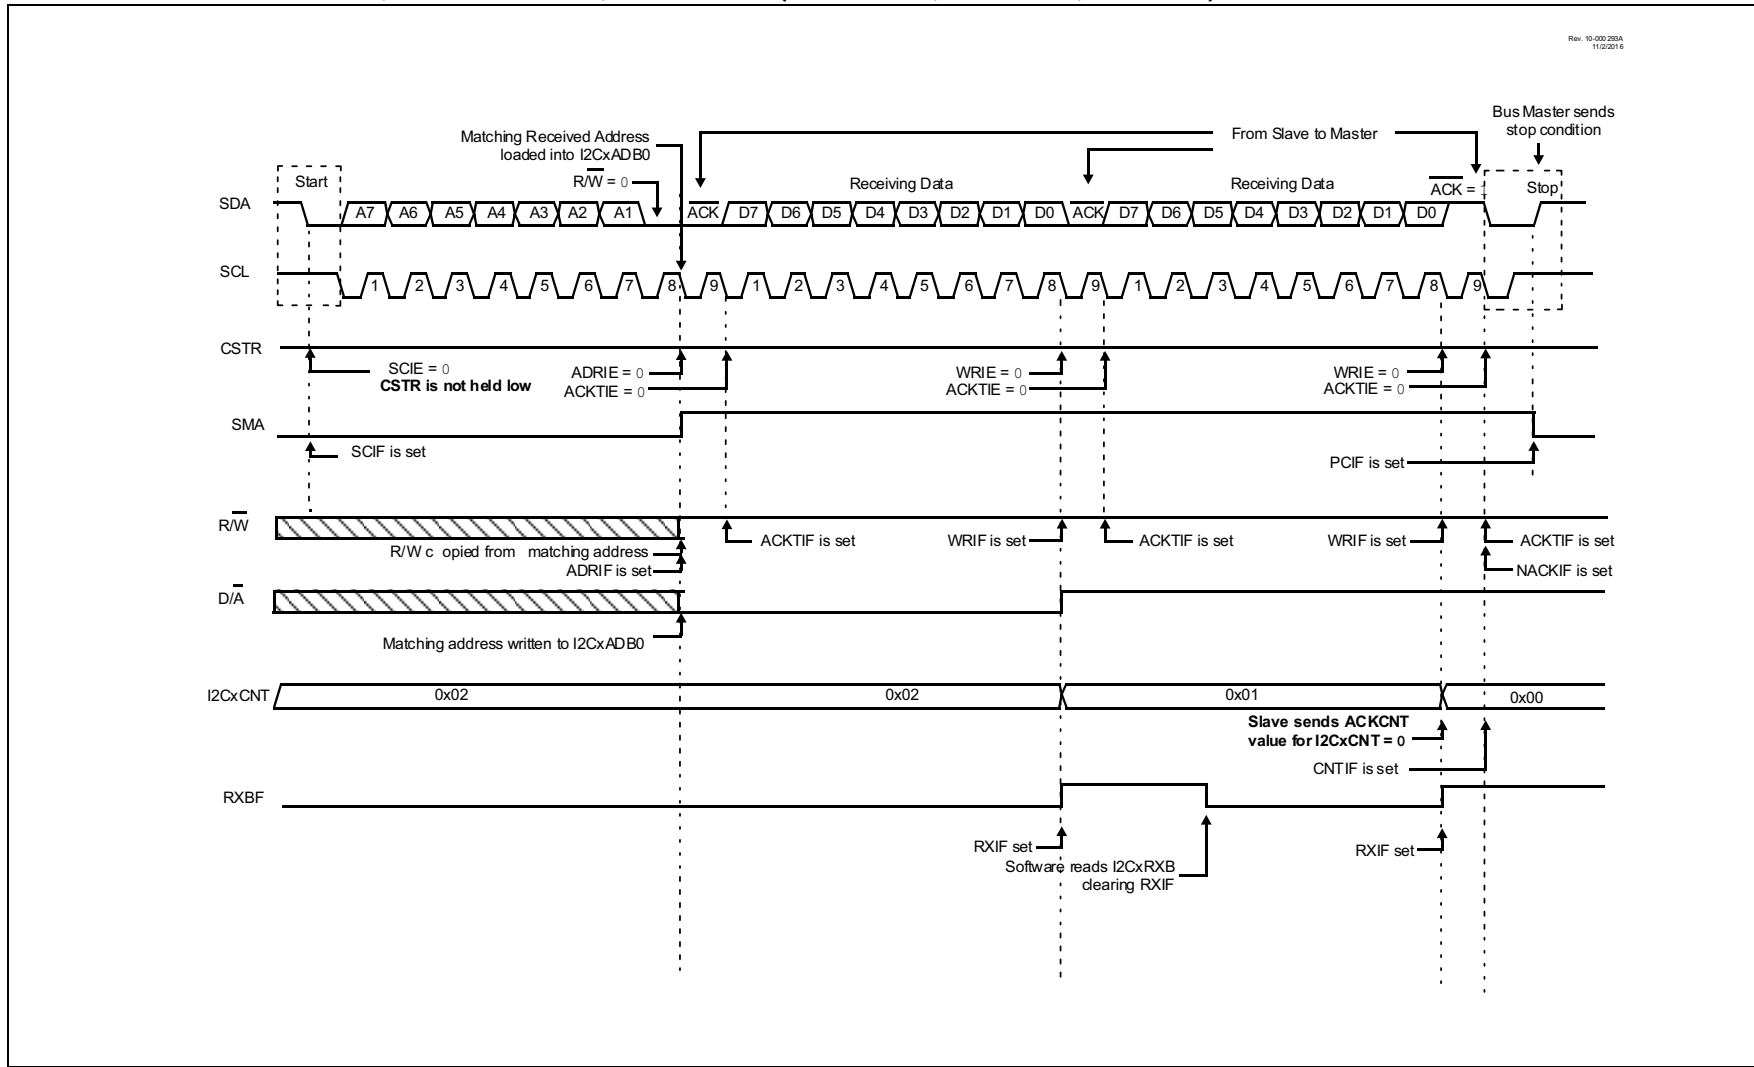 Rev. 10-000 293A
11/2/2016
Bus Master sends
stop condition
Matching Received Address
loaded into I2CxADB0
From Slave to Master
Start
R/W = 0
Receiving Data
Receiving Data
ACK = 1
Stop
SDA
A7 A6 A5 A4 A3 A2 A1 ACK D7 D6 D5 D4 D3 D2 D1 D0 ACK D7 D6 D5 D4 D3 D2 D1 D0
SCL
1 2 3 4 5 6 7 8 9 1 2 3 4 5 6 7 8 9 1 2 3 4 5 6 7 8 9
CSTR
SCIE = 0
CSTR is not held low
ADRIE = 0
ACKTIE = 0
WRIE = 0
ACKTIE = 0
WRIE = 0
ACKTIE = 0
SMA
SCIF is set
PCIF is set
R/W
ACKTIF is set
WRIF is set
ACKTIF is set
WRIF is set
ACKTIF is set
R/W c opied from matching address
ADRIF is set
NACKIF is set
D/A
Matching address written to I2CxADB0
I2CxCNT
0x02
0x02
0x01
0x00
Slave sends ACKCNT
value for I2CxCNT = 0
CNTIF is set
RXBF
RXIF set
Software reads I2CxRXB
clearing RXIF
RXIF set